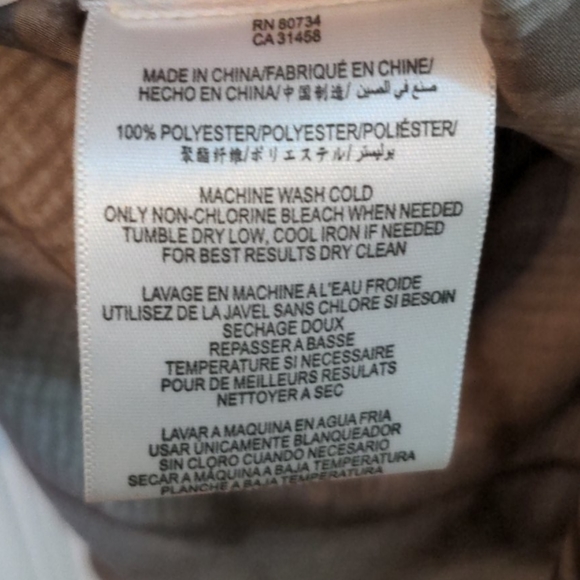 RN 80734
CA 31458
MADE IN CHINA/FABRIQUÉ EN CHINE/
HECHO EN CHINA/中国制造/ صنع في الصين
100% POLYESTER/POLYESTER/POLIÉSTER/
聚酯纤维/ポリエステル/بوليستر
MACHINE WASH COLD
ONLY NON-CHLORINE BLEACH WHEN NEEDED
TUMBLE DRY LOW, COOL IRON IF NEEDED
FOR BEST RESULTS DRY CLEAN
LAVAGE EN MACHINE A L'EAU FROIDE
UTILISEZ DE LA JAVEL SANS CHLORE SI BESOIN
SECHAGE DOUX
REPASSER A BASSE
TEMPERATURE SI NECESSAIRE
POUR DE MEILLEURS RESULATS
NETTOYER A SEC
LAVAR A MAQUINA EN AGUA FRIA
USAR ÚNICAMENTE BLANQUEADOR
SIN CLORO CUANDO NECESARIO
SECAR A MÁQUINA A BAJA TEMPERATURA
PLANCHE A BAJA TEMPERATURA